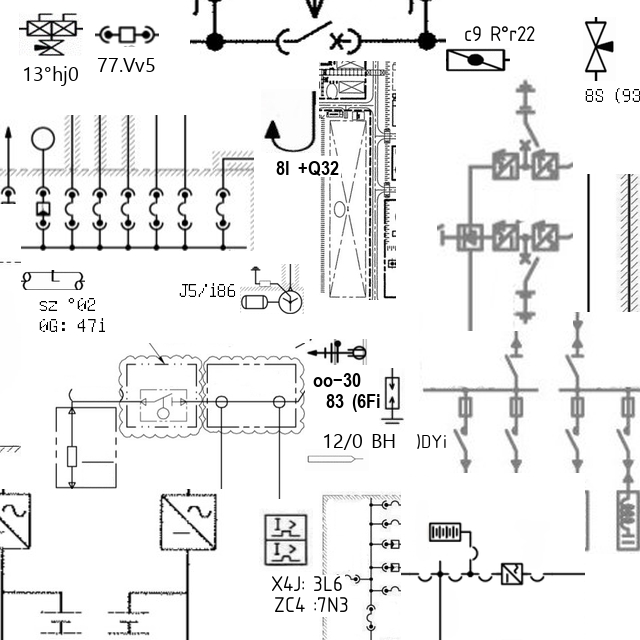 c9 R°r22
13°hj0
77.Vv5
8S (93
8l +Q32
J5/'i86
sz °02
0G: 47i
oo-30
83 (6Fi
12/0 BH
)DYi
X4J: 3L6
ZC4 :7N3